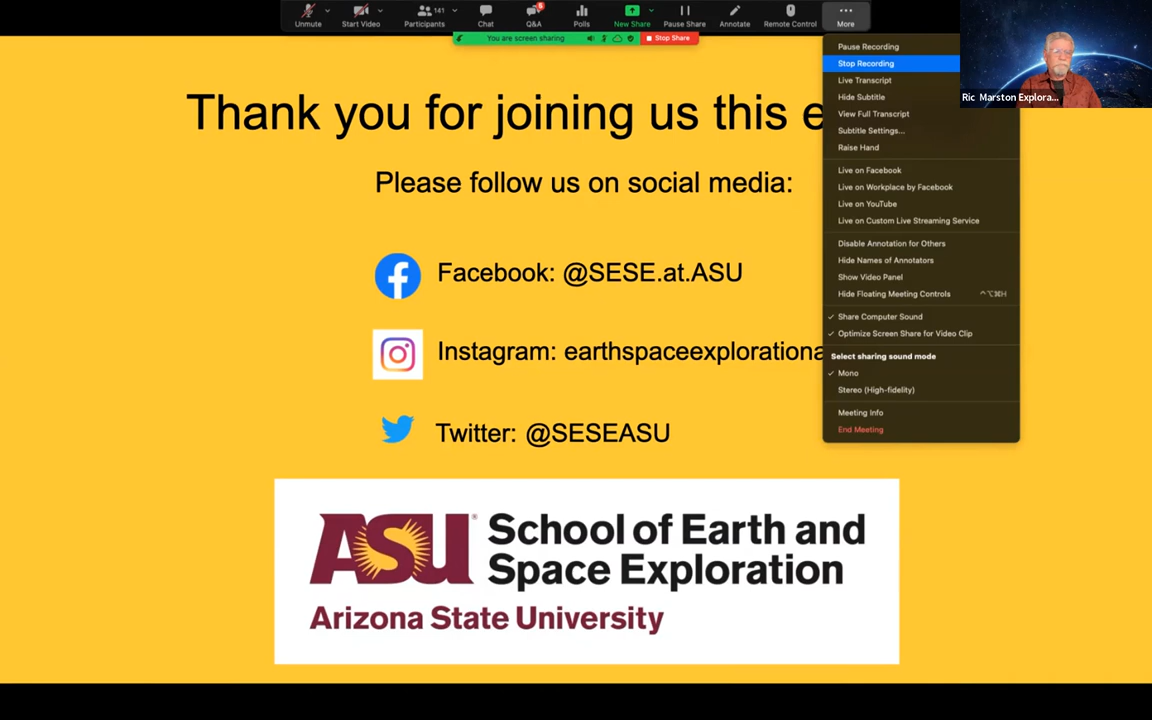 Unmute
Start Video
141
Participants
Chat
6
Q&A
Polls
New Share
Pause Share
Annotate
Remote Control
More
You are screen sharing
Stop Share
Pause Recording
Stop Recording
Live Transcript
Hide Subtitle
View Full Transcript
Subtitle Settings...
Raise Hand
Live on Facebook
Live on Workplace by Facebook
Live on YouTube
Live on Custom Live Streaming Service
Disable Annotation for Others
Hide Names of Annotators
Show Video Panel
Hide Floating Meeting Controls ^⌥⌘H
Share Computer Sound
Optimize Screen Share for Video Clip
Select sharing sound mode
Mono
Stereo (High-fidelity)
Meeting Info
End Meeting
Ric Marston Explora...
Thank you for joining us this e
Please follow us on social media:
Facebook: @SESE.at.ASU
Instagram: earthspaceexplorationa
Twitter: @SESEASU
ASU®
School of Earth and
Space Exploration
Arizona State University